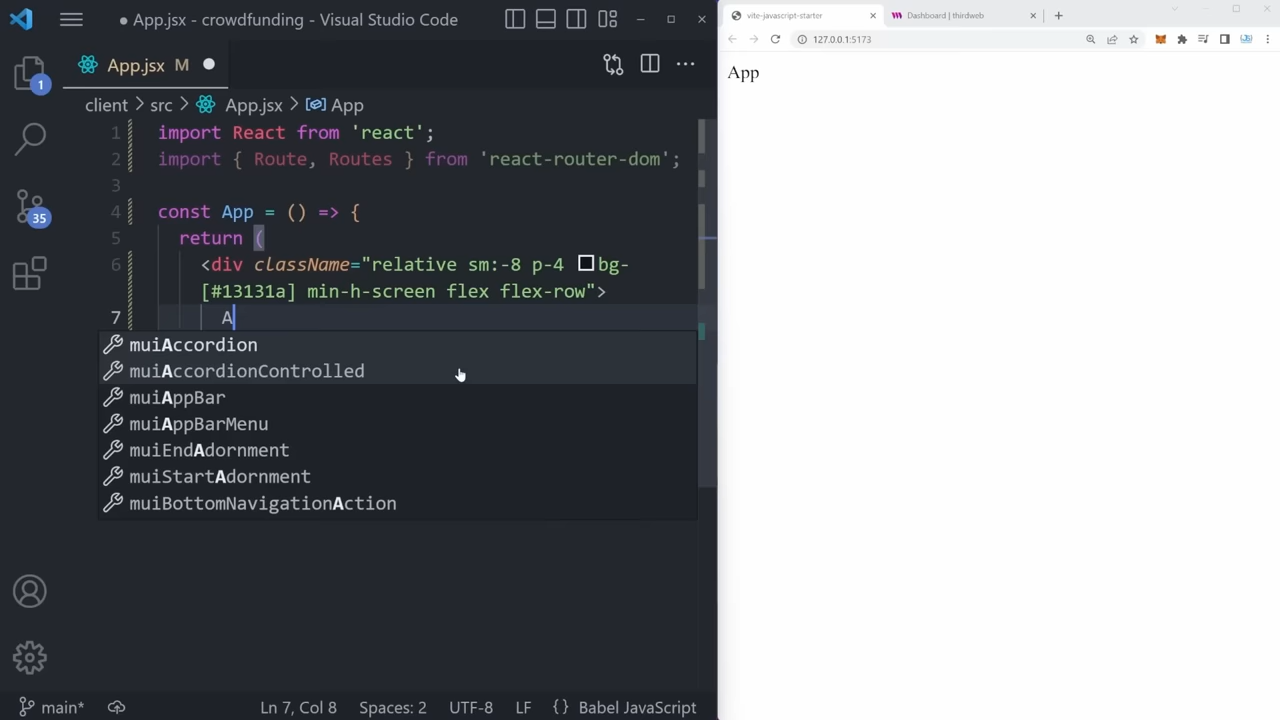 App.jsx - crowdfunding - Visual Studio Code
App.jsx M
client > src > App.jsx > App
1 import React from 'react';
2 import { Route, Routes } from 'react-router-dom';
3
4 const App = () => {
5 return (
6 <div className="relative sm:-8 p-4 bg-
[#13131a] min-h-screen flex flex-row">
7 A
muiAccordion
muiAccordionControlled
muiAppBar
muiAppBarMenu
muiEndAdornment
muiStartAdornment
muiBottomNavigationAction
1
35
main*
Ln 7, Col 8
Spaces: 2
UTF-8
LF
{} Babel JavaScript
vite-javascript-starter
Dashboard | thirdweb
127.0.0.1:5173
App